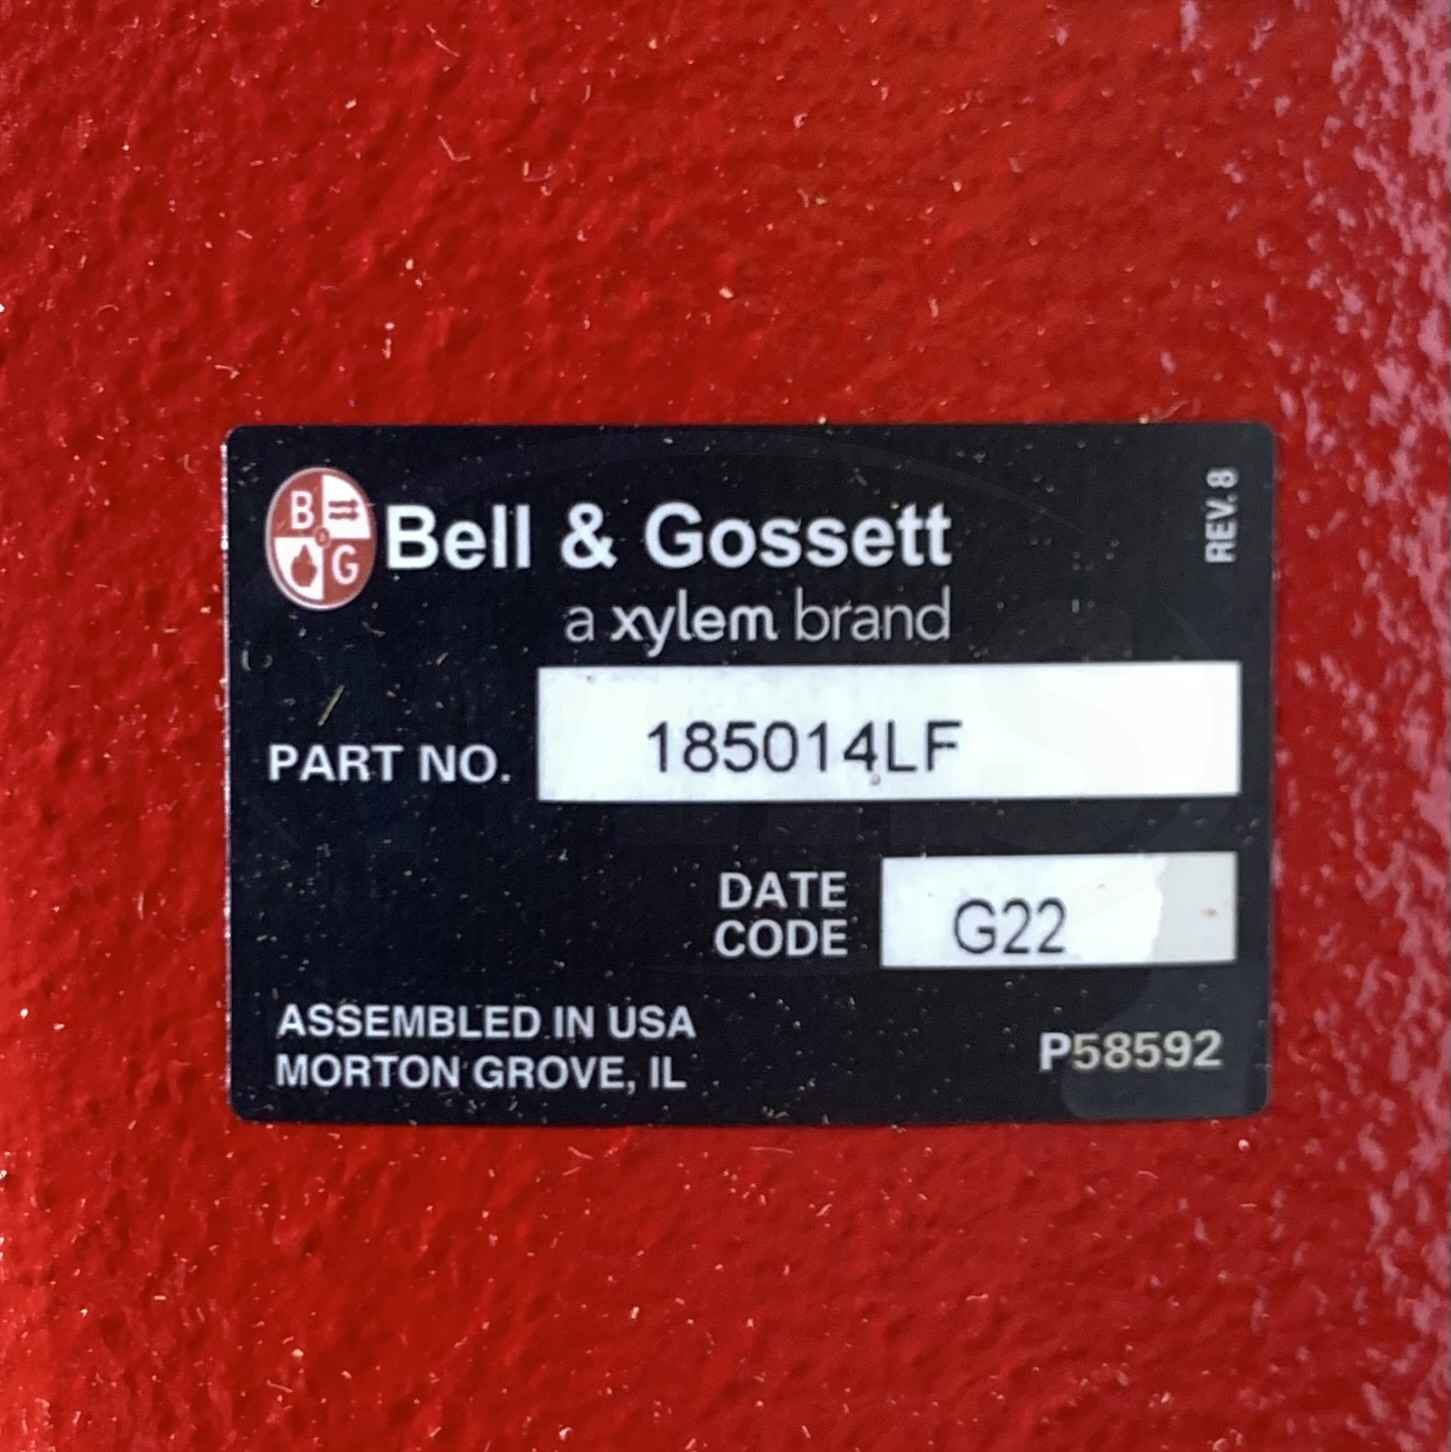 B G
Bell & Gossett
REV. 8
a xylem brand
PART NO. 185014LF
DATE CODE G22
ASSEMBLED IN USA
MORTON GROVE, IL
P58592